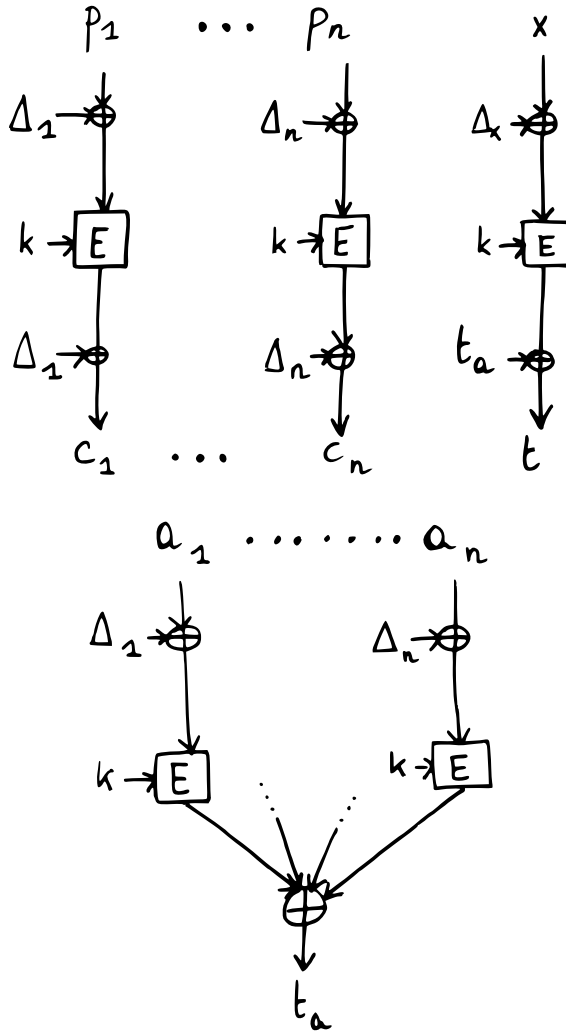 p₁ ... pₙ x
Δ₁ Δₙ Δₓ
k E k E k E
Δ₁ Δₙ tₐ
c₁ ... cₙ t
a₁ ....... aₙ
Δ₁ Δₙ
k E k E
tₐ